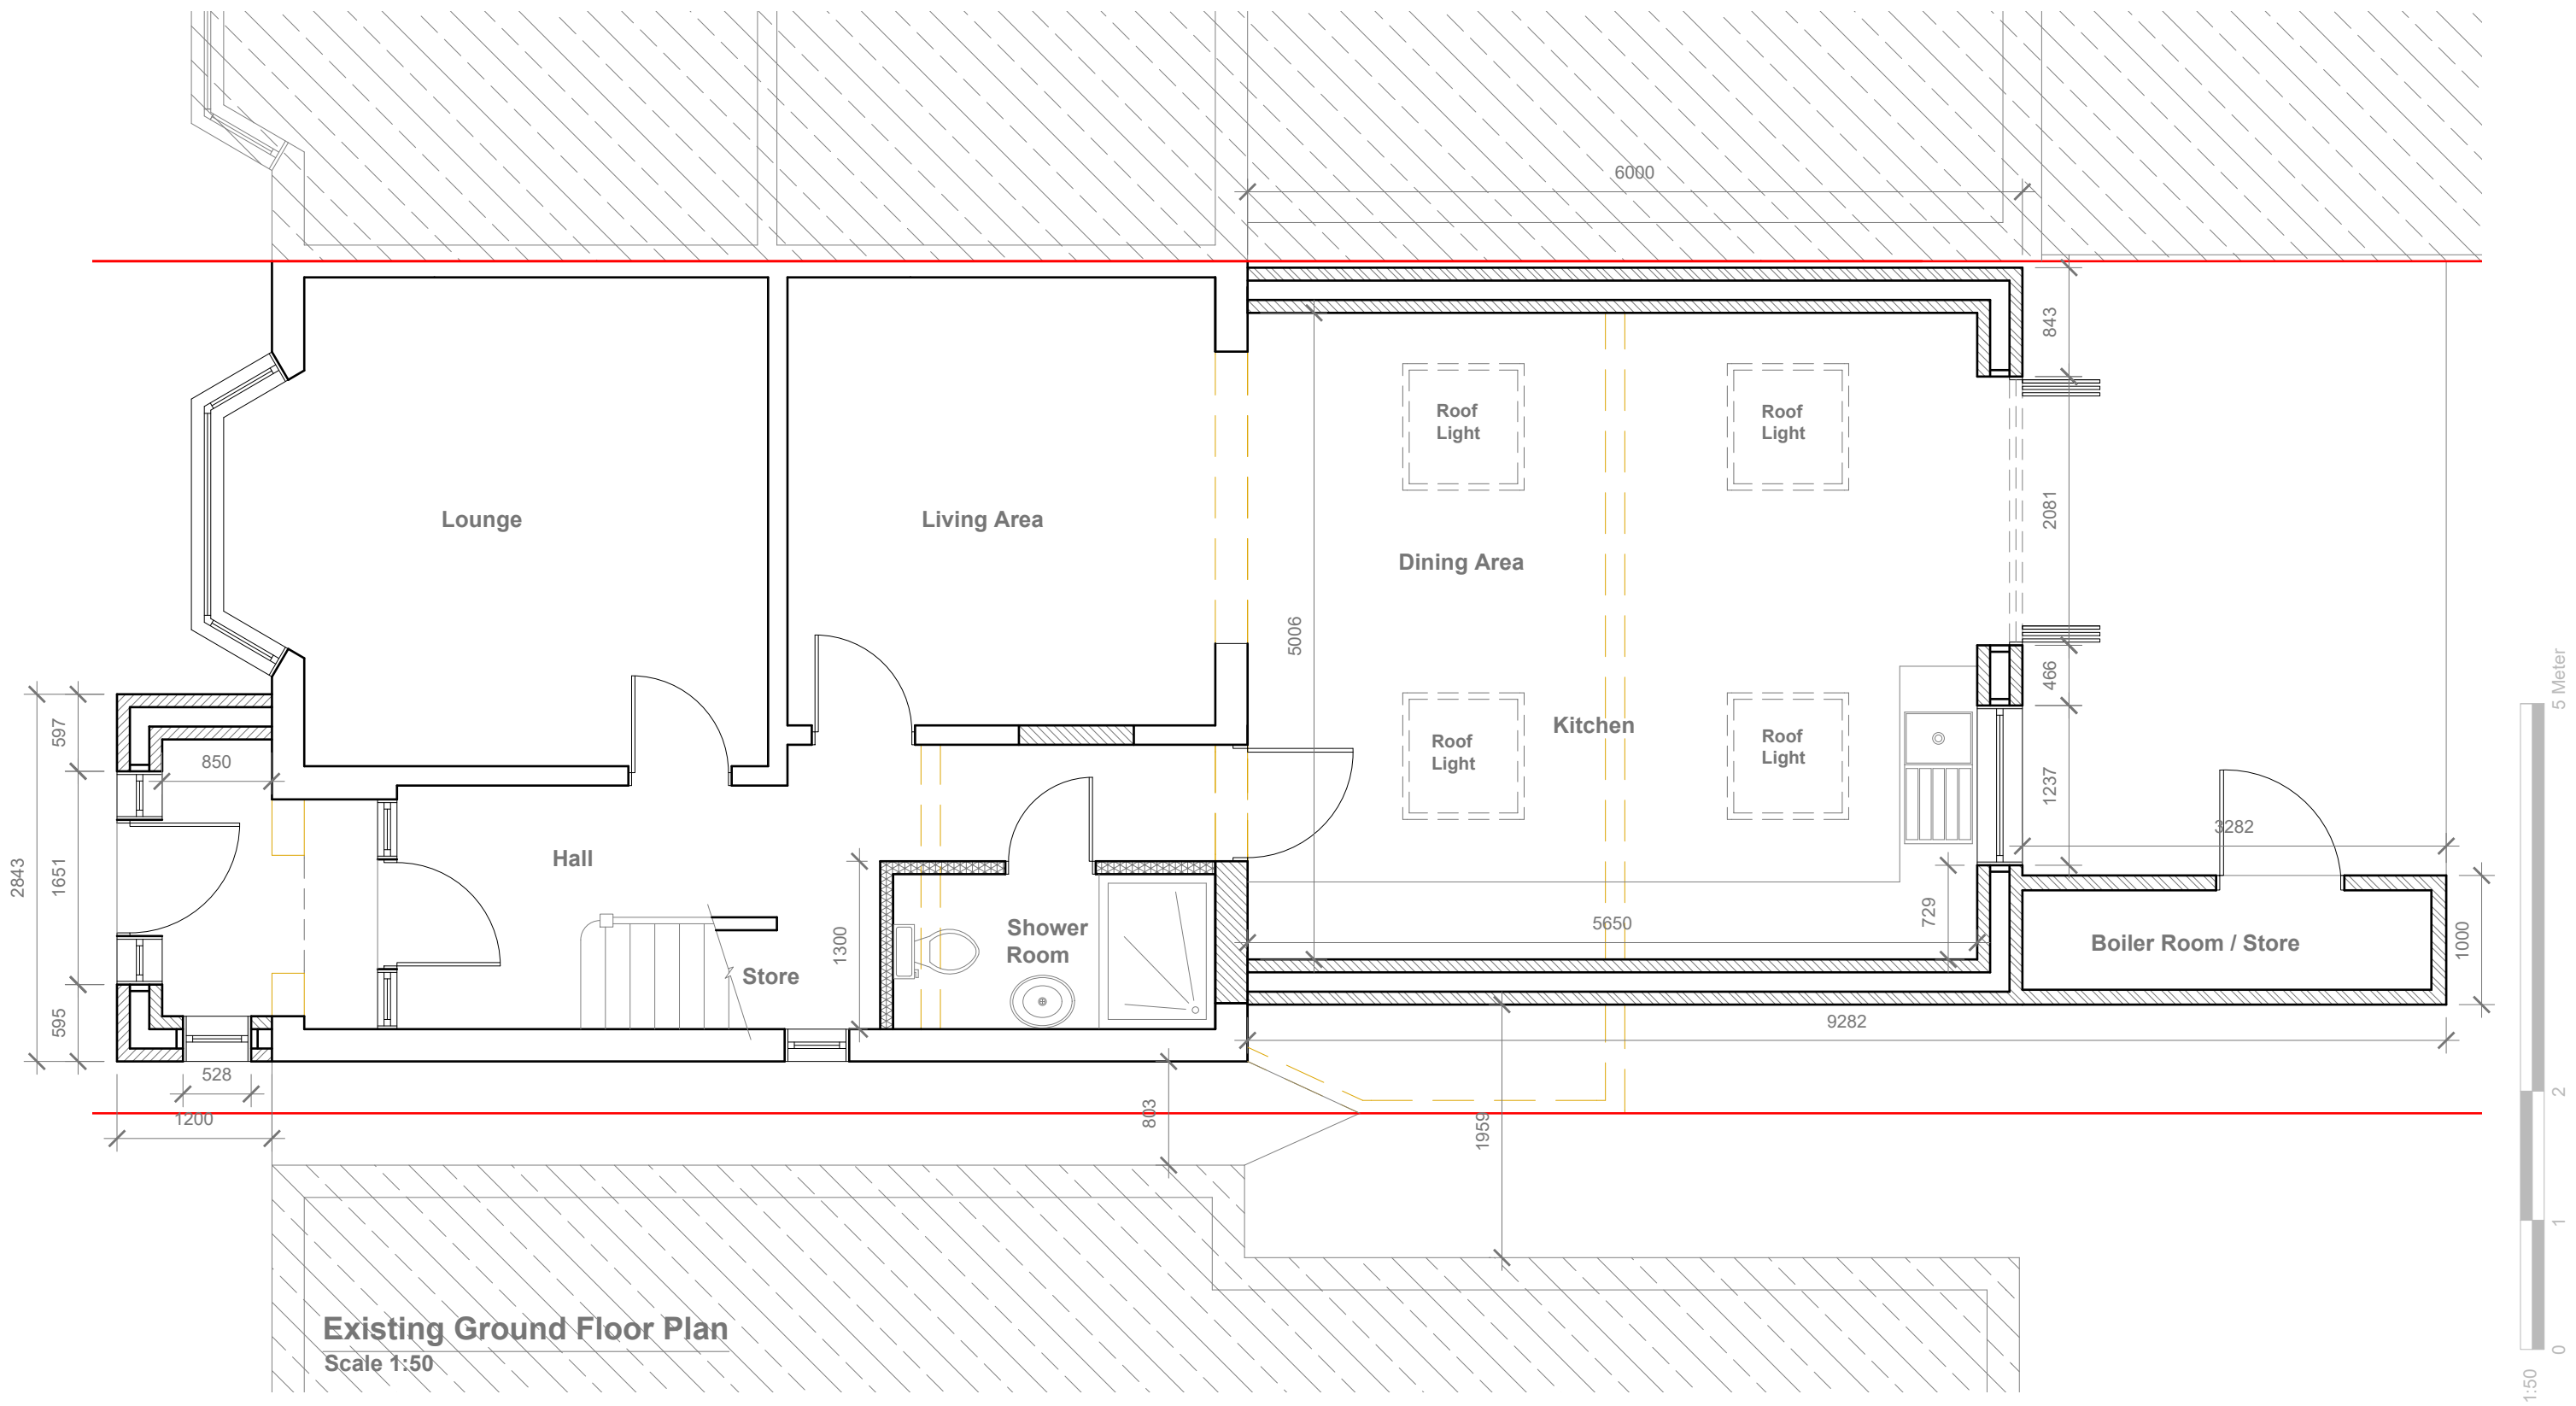 6000
843
Roof
Light
Roof
Light
Lounge
Living Area
2081
Dining Area
5006
466
5 Meter
597
Kitchen
Roof
Light
Roof
Light
850
1237
3282
2843
1651
Hall
1300
Shower
Room
5650
729
Boiler Room / Store
1000
Store
595
9282
528
1200
803
1959
2
1
0
1:50
Existing Ground Floor Plan
Scale 1:50